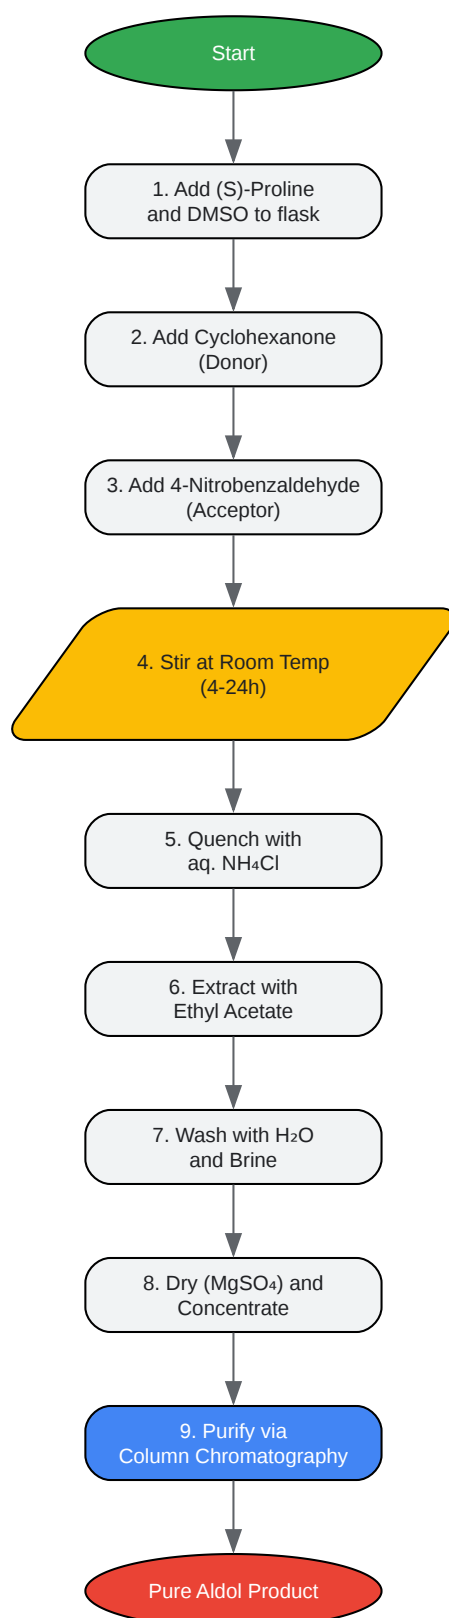 Start
1. Add (S)-Proline
and DMSO to flask
2. Add Cyclohexanone
(Donor)
3. Add 4-Nitrobenzaldehyde
(Acceptor)
4. Stir at Room Temp
(4-24h)
5. Quench with
aq. NH₄Cl
6. Extract with
Ethyl Acetate
7. Wash with H₂O
and Brine
8. Dry (MgSO₄) and
Concentrate
9. Purify via
Column Chromatography
Pure Aldol Product